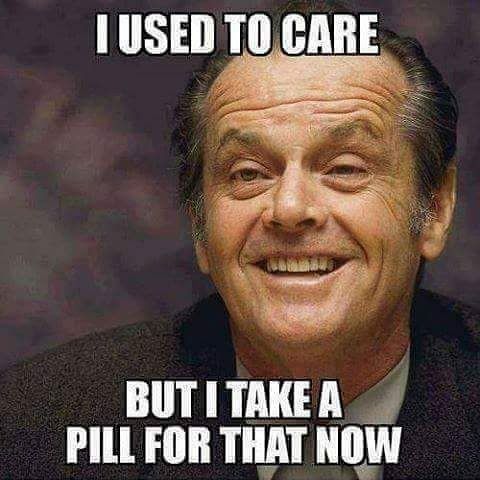 I USED TO CARE
BUT I TAKE A
PILL FOR THAT NOW